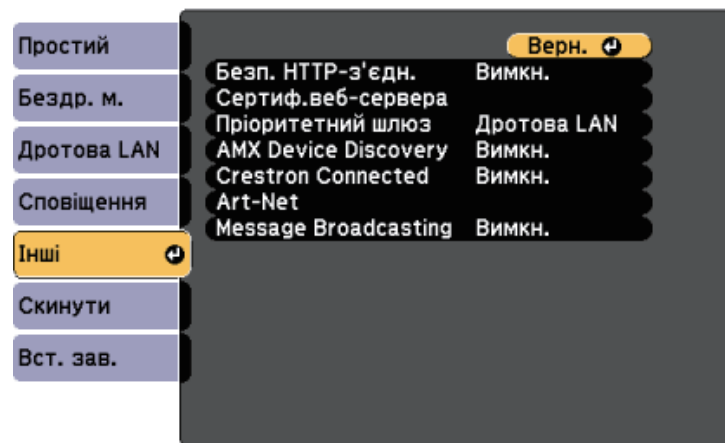 Простий
Бездр. м.
Дротова LAN
Сповіщення
Інші
Скинути
Вст. зав.
Верн.
Безп. HTTP-з'єдн. Вимкн.
Сертиф.веб-сервера
Пріоритетний шлюз Дротова LAN
AMX Device Discovery Вимкн.
Crestron Connected Вимкн.
Art-Net
Message Broadcasting Вимкн.